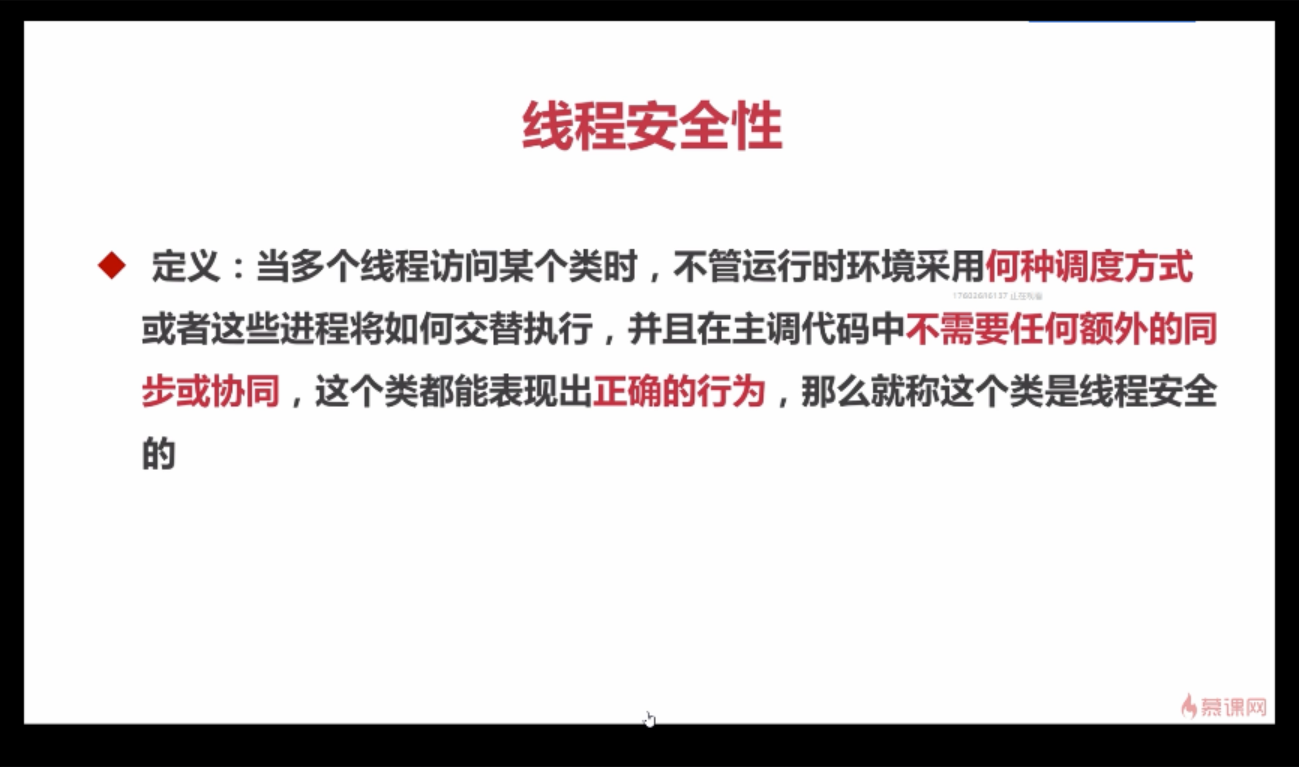 线程安全性
定义：当多个线程访问某个类时，不管运行时环境采用何种调度方式
或者这些进程将如何交替执行，并且在主调代码中不需要任何额外的同
步或协同，这个类都能表现出正确的行为，那么就称这个类是线程安全
的
慕课网